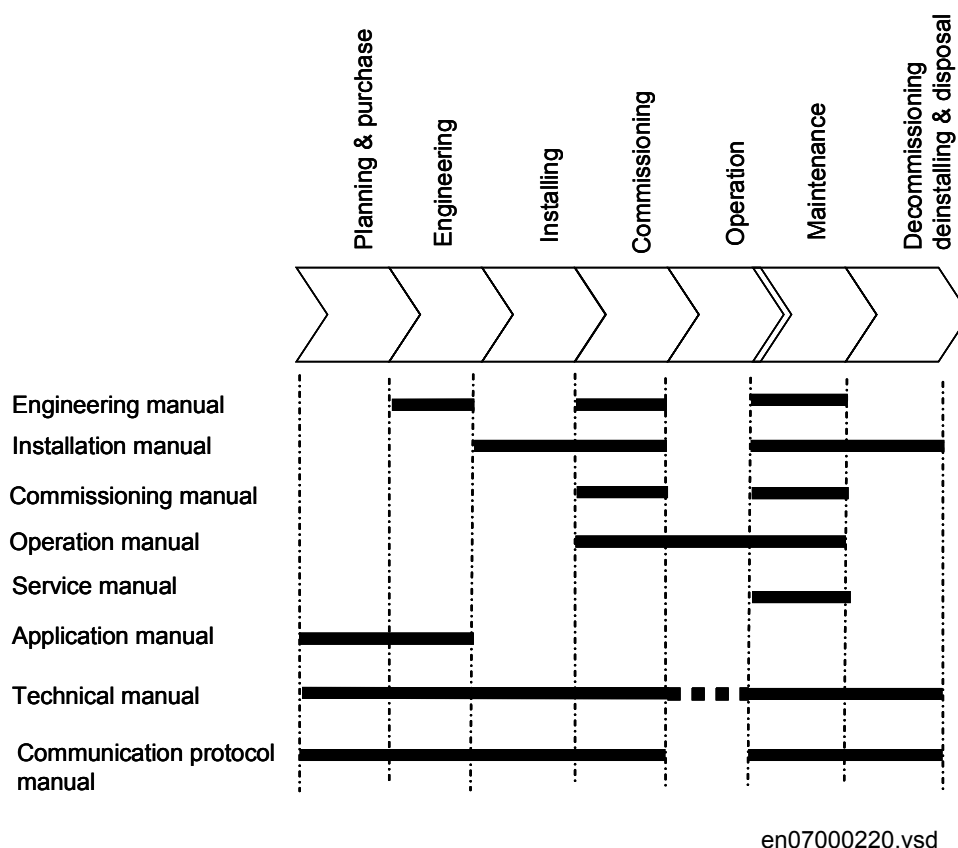 Planning & purchase
Engineering
Installing
Commissioning
Operation
Maintenance
Decommissioning
deinstalling & disposal
Engineering manual
Installation manual
Commissioning manual
Operation manual
Service manual
Application manual
Technical manual
Communication protocol
manual
en07000220.vsd